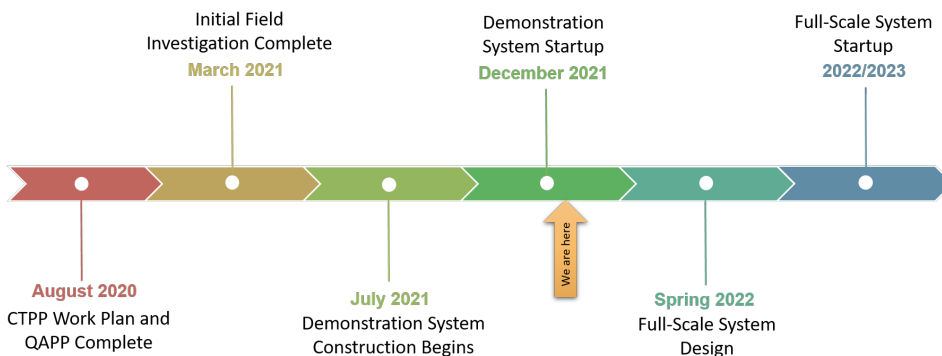 Initial Field
Investigation Complete
March 2021
Demonstration
System Startup
December 2021
Full-Scale System
Startup
2022/2023
We are here
August 2020
CTPP Work Plan and
QAPP Complete
July 2021
Demonstration System
Construction Begins
Spring 2022
Full-Scale System
Design